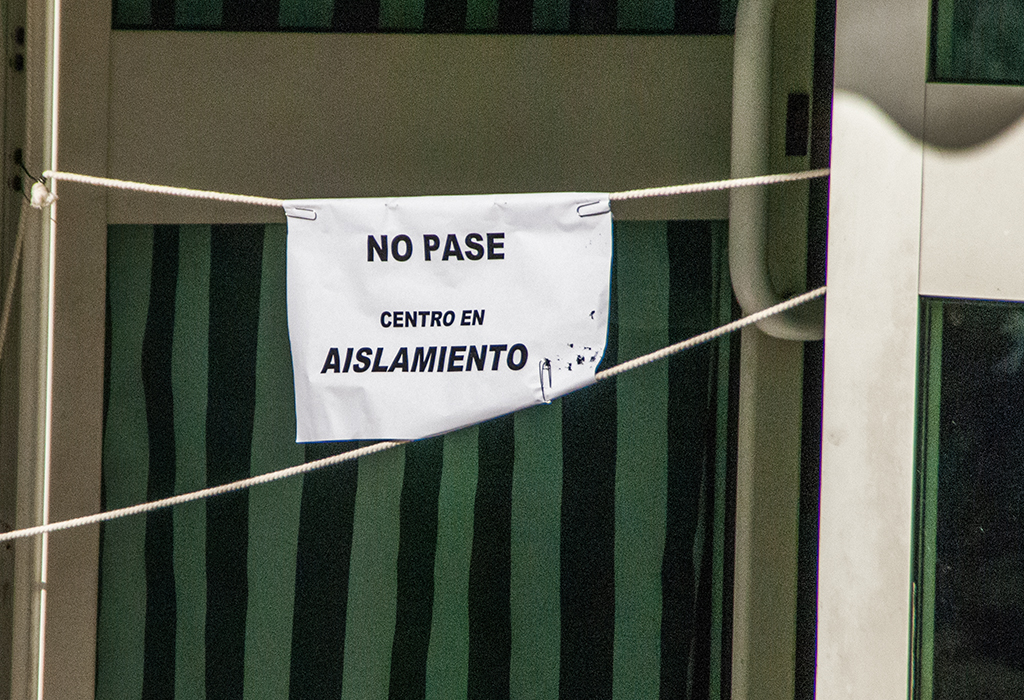 NO PASE
CENTRO EN
AISLAMIENTO